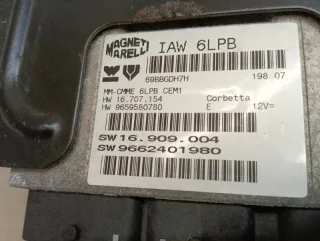 MAGNETI MARELLI IAW 6LPB
69BBGDH7H 198 07
MM-CMME 6LPB CEM1
HW 16.707.154 Corbetta
HW 9659580780 E 12V=
SW16.909.004
SW9662401980